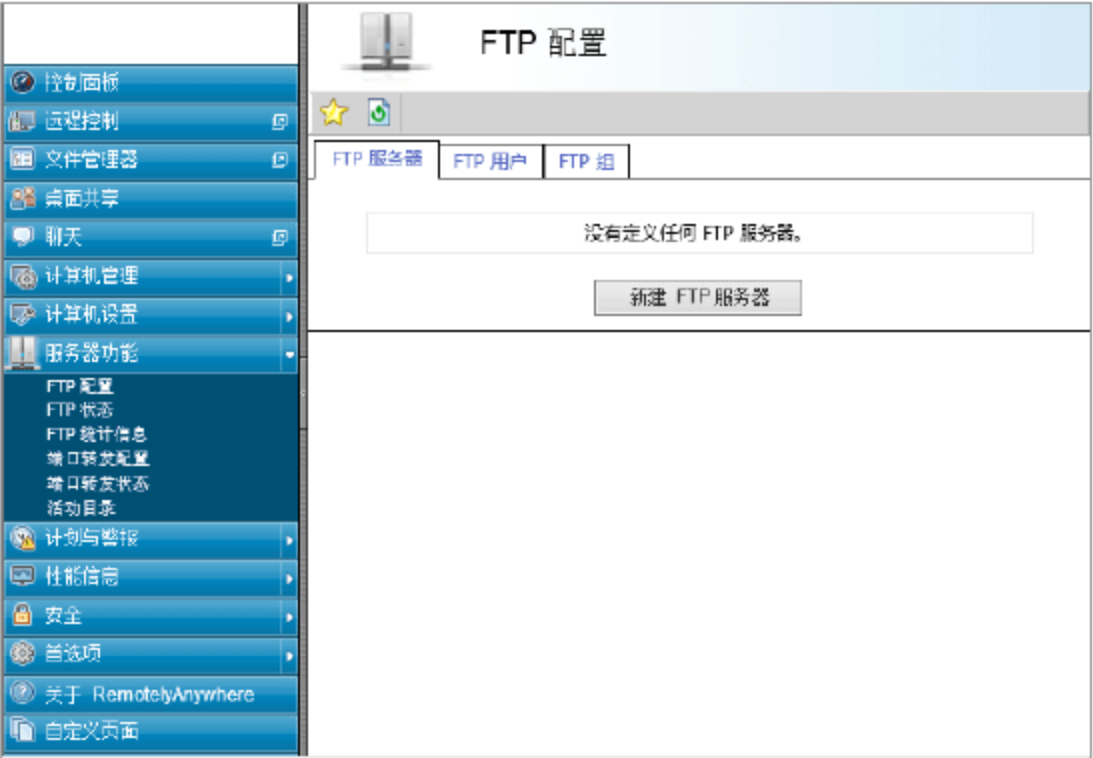 控制面板
远程控制
文件管理器
桌面共享
聊天
计算机管理
计算机设置
服务器功能
FTP 配置
FTP 状态
FTP 统计信息
端口转发配置
端口转发状态
活动目录
计划与警报
性能信息
安全
首选项
关于 RemotelyAnywhere
自定义页面
FTP 配置
FTP 服务器 FTP 用户 FTP 组
没有定义任何 FTP 服务器。
新建 FTP 服务器